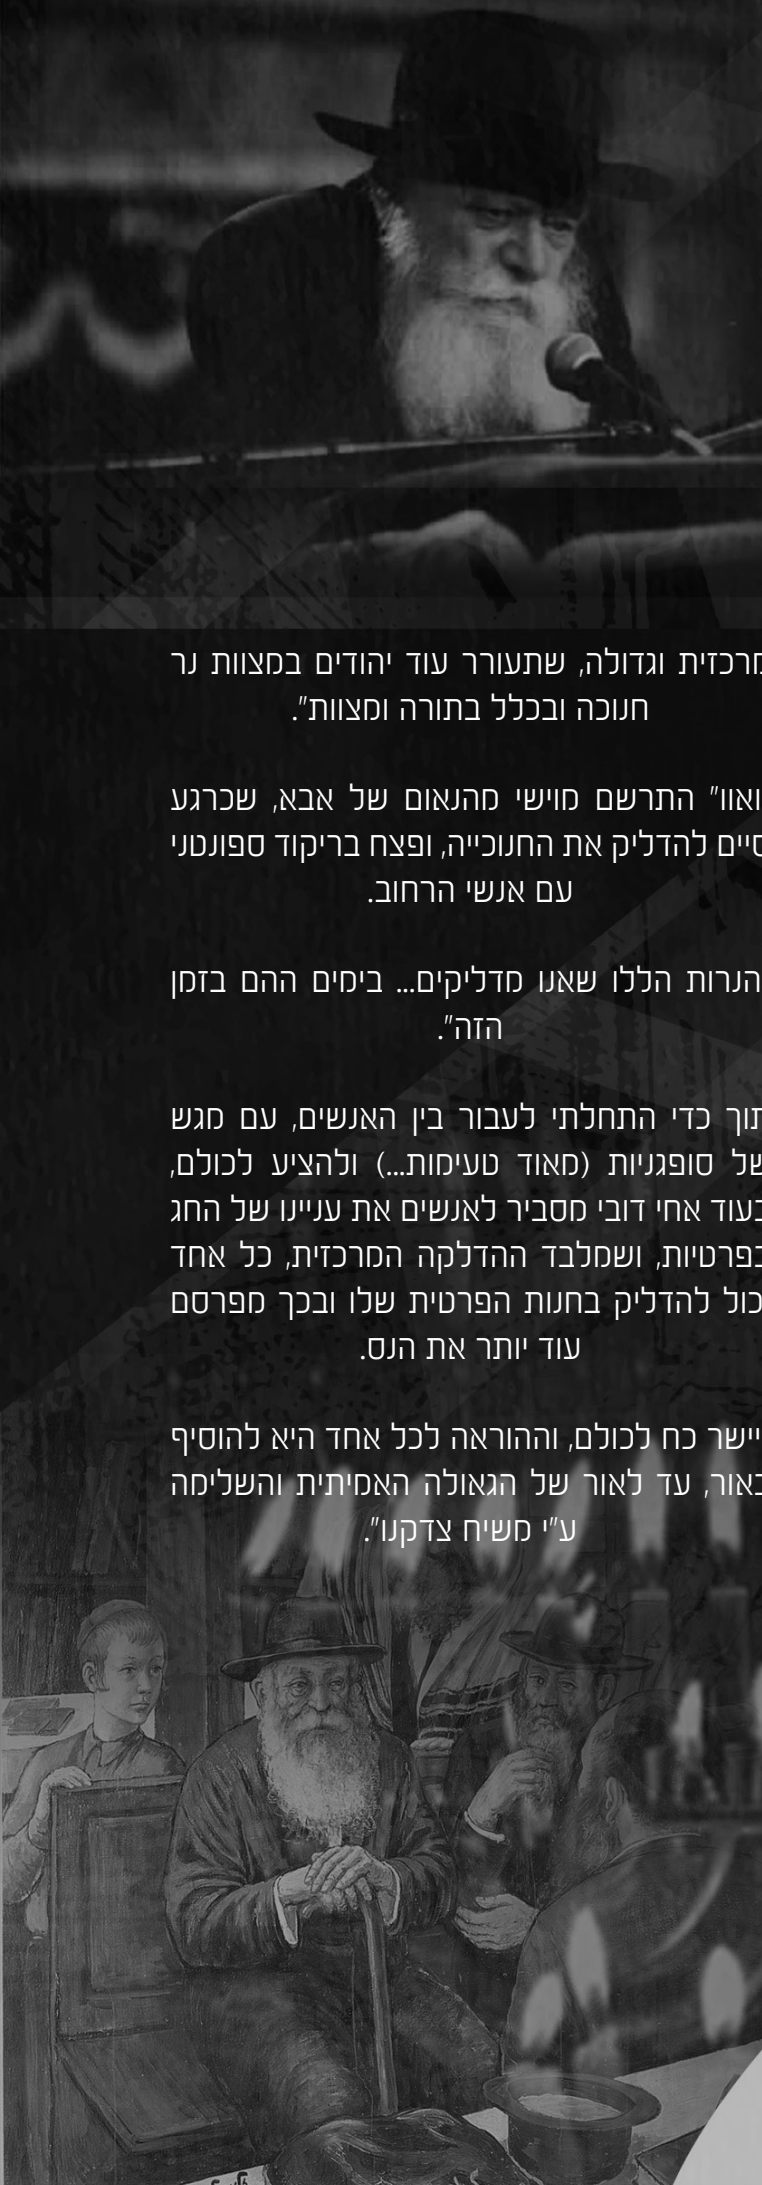 מרכזית וגדולה, שתעורר עוד יהודים במצוות נר
חנוכה ובכלל בתורה ומצוות".
ואוו" התרשם מוישי מהנאום של אבא, שכרגע
סיים להדליק את החנוכייה, ופצח בריקוד ספונטני
עם אנשי הרחוב.
הנרות הללו שאנו מדליקים... בימים ההם בזמן
הזה".
תוך כדי התחלתי לעבור בין האנשים, עם מגש
של סופגניות (מאוד טעימות...) ולהציע לכולם,
בעוד אחי דובי מסביר לאנשים את עניינו של החג
בפרטיות, ושמלבד ההדלקה המרכזית, כל אחד
יכול להדליק בחנות הפרטית שלו ובכך מפרסם
עוד יותר את הנס.
יישר כח לכולם, וההוראה לכל אחד היא להוסיף
באור, עד לאור של הגאולה האמיתית והשלימה
ע"י משיח צדקנו".